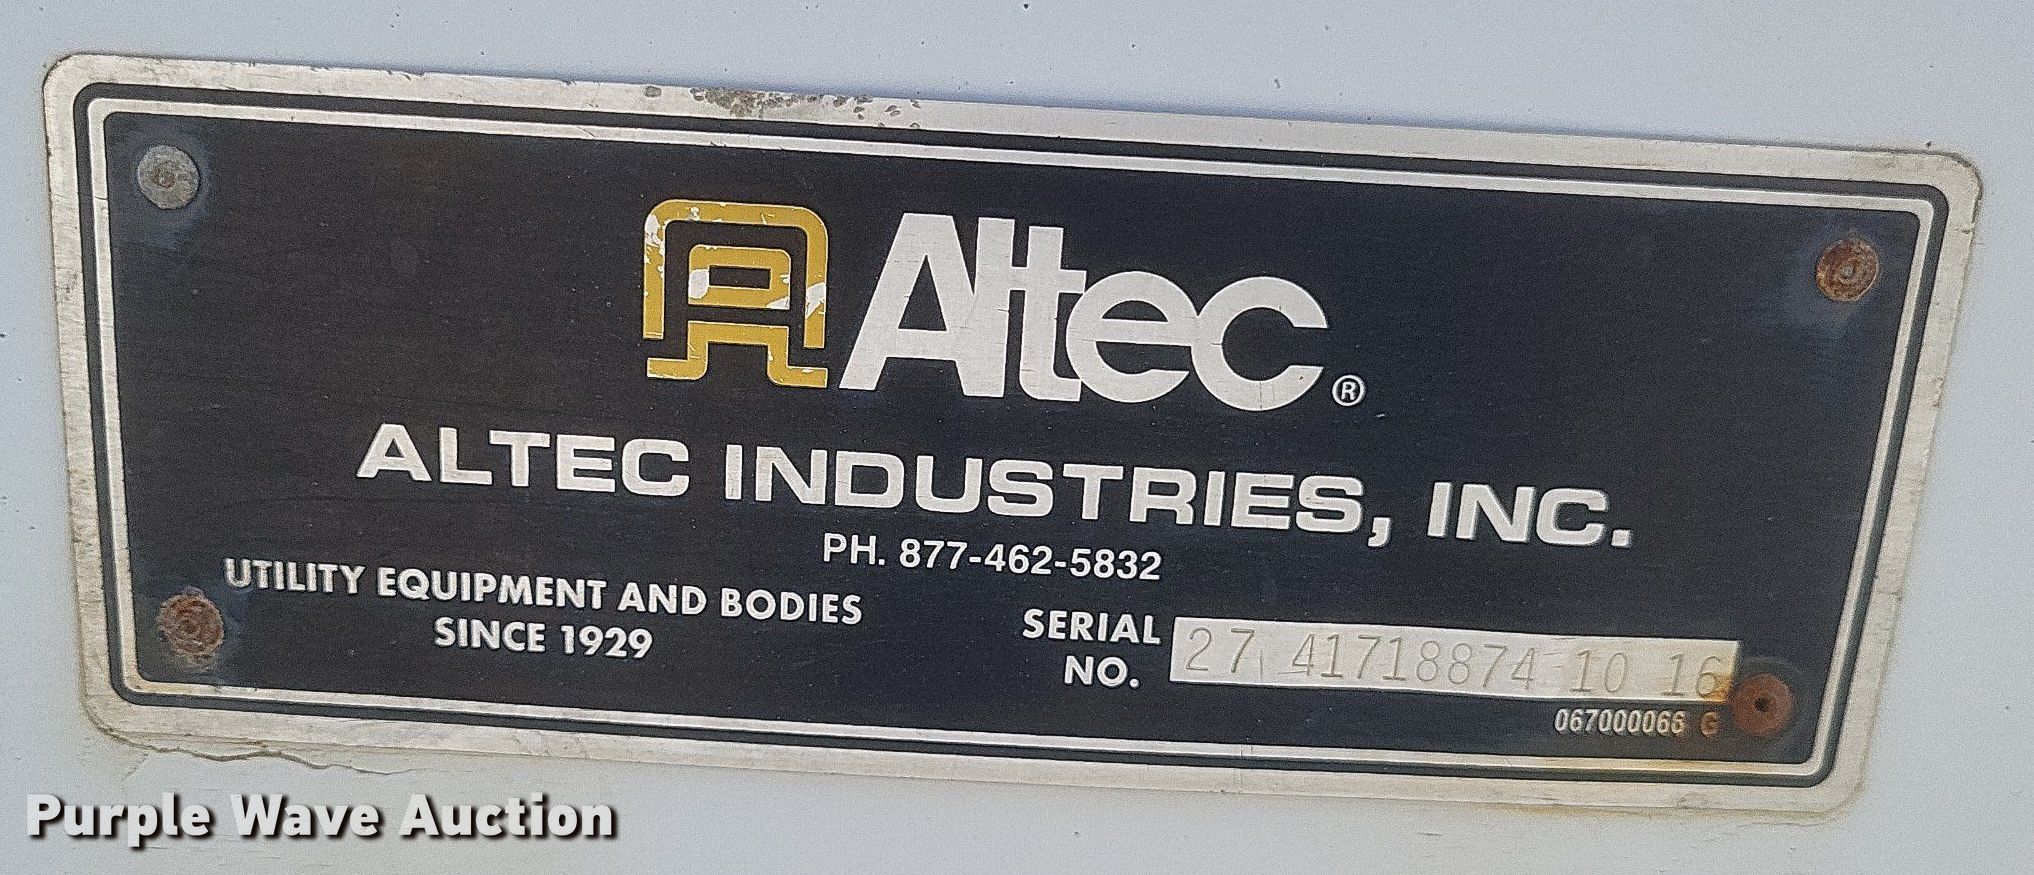 Altec®
ALTEC INDUSTRIES, INC.
PH. 877-462-5832
UTILITY EQUIPMENT AND BODIES
SINCE 1929
SERIAL
NO.
27 41718874 10 16
067000066 G
Purple Wave Auction